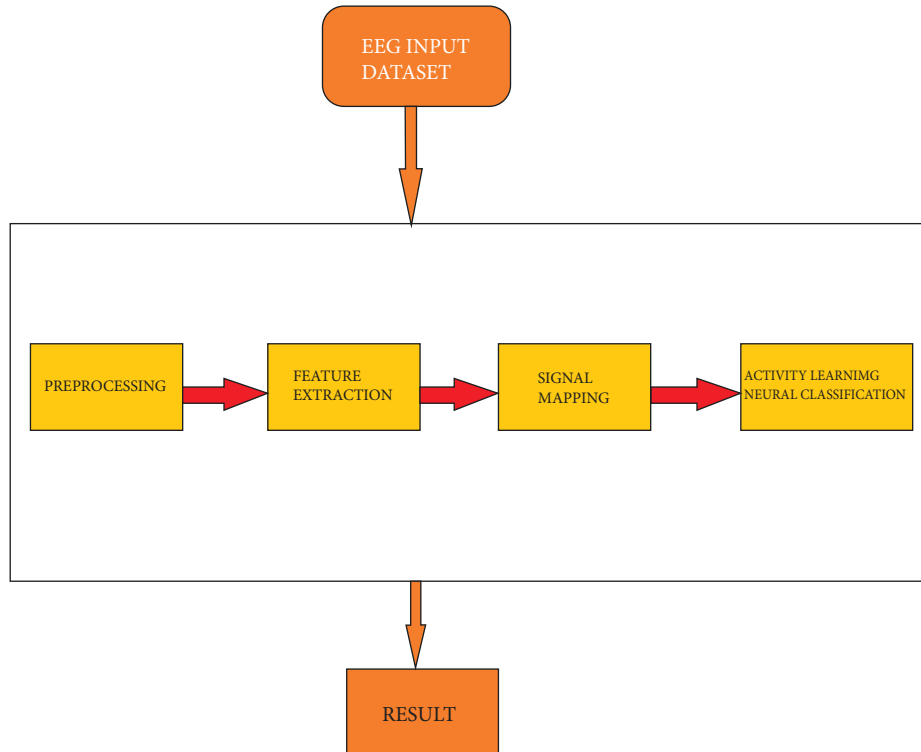 EEG INPUT
DATASET
PREPROCESSING
FEATURE
EXTRACTION
SIGNAL
MAPPING
ACTIVITY LEARNIMG
NEURAL CLASSIFICATION
RESULT